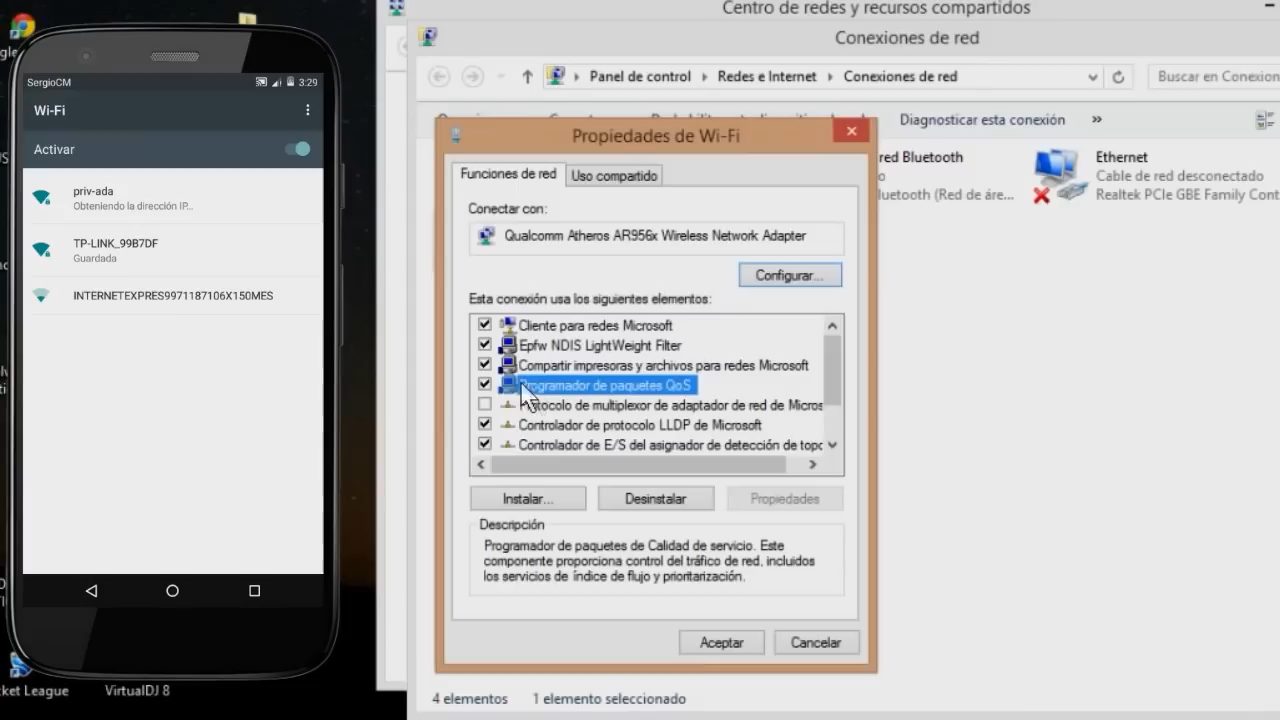 SergioCM
3:29
Wi-Fi
Activar
priv-ada
Obteniendo la dirección IP...
TP-LINK_99B7DF
Guardada
INTERNETEXPRES9971187106X150MES
ket League
VirtualDJ 8
Centro de redes y recursos compartidos
Conexiones de red
Panel de control
Redes e Internet
Conexiones de red
Buscar en Conexion
Diagnosticar esta conexión
»
red Bluetooth
o
luetooth (Red de áre...
Ethernet
Cable de red desconectado
Realtek PCIe GBE Family Cont
Propiedades de Wi-Fi
Funciones de red
Uso compartido
Conectar con:
Qualcomm Atheros AR956x Wireless Network Adapter
Configurar...
Esta conexión usa los siguientes elementos:
Cliente para redes Microsoft
Epfw NDIS LightWeight Filter
Compartir impresoras y archivos para redes Microsoft
Programador de paquetes QoS
Protocolo de multiplexor de adaptador de red de Micros
Controlador de protocolo LLDP de Microsoft
Controlador de E/S del asignador de detección de topo
Instalar...
Desinstalar
Propiedades
Descripción
Programador de paquetes de Calidad de servicio. Este
componente proporciona control del tráfico de red, incluidos
los servicios de índice de flujo y prioritarización.
Aceptar
Cancelar
4 elementos
1 elemento seleccionado